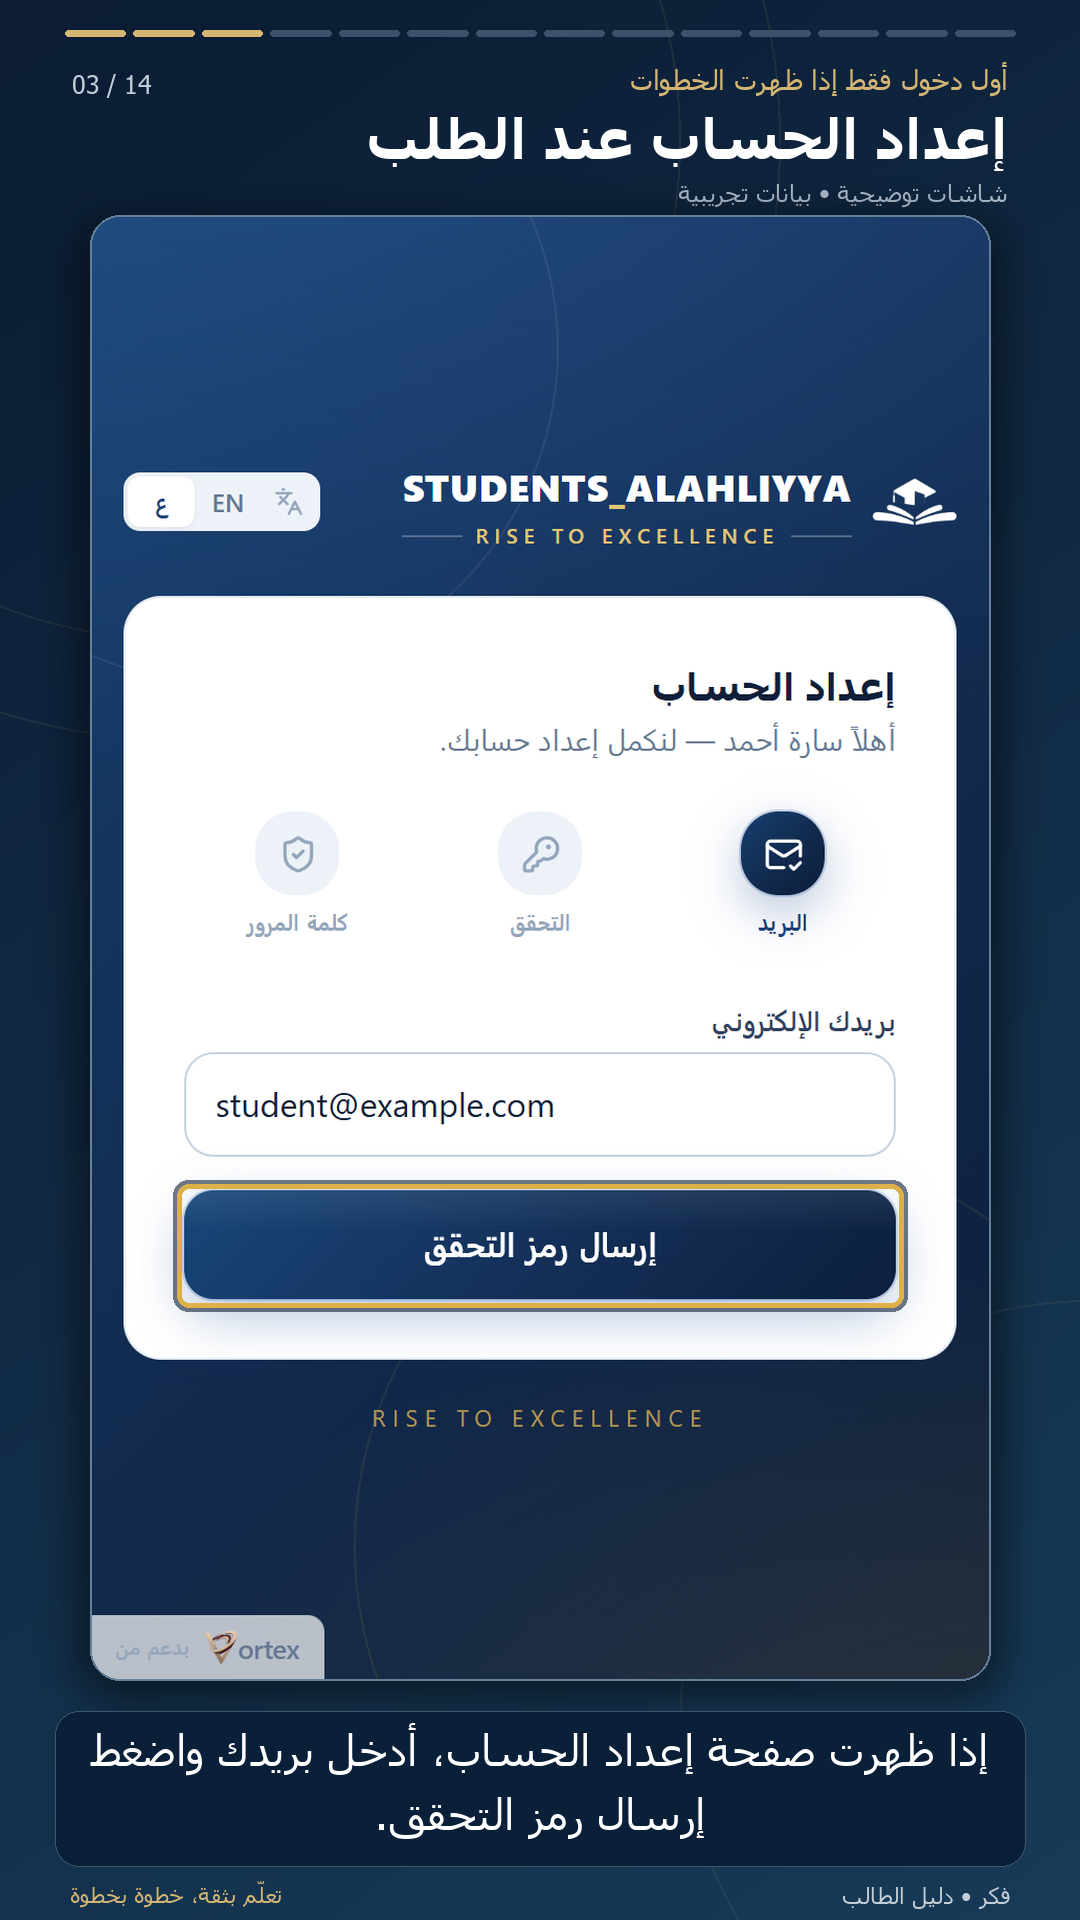 03 / 14
أول دخول فقط إذا ظهرت الخطوات
إعداد الحساب عند الطلب
شاشات توضيحية • بيانات تجريبية
STUDENTS_ALAHLIYYA
RISE TO EXCELLENCE
EN ع
إعداد الحساب
أهلاً سارة أحمد — لنكمل إعداد حسابك.
البريد التحقق كلمة المرور
بريدك الإلكتروني
student@example.com
إرسال رمز التحقق
RISE TO EXCELLENCE
بدعم من Vortex
إذا ظهرت صفحة إعداد الحساب، أدخل بريدك واضغط
إرسال رمز التحقق.
فكر • دليل الطالب
تعلّم بثقة، خطوة بخطوة